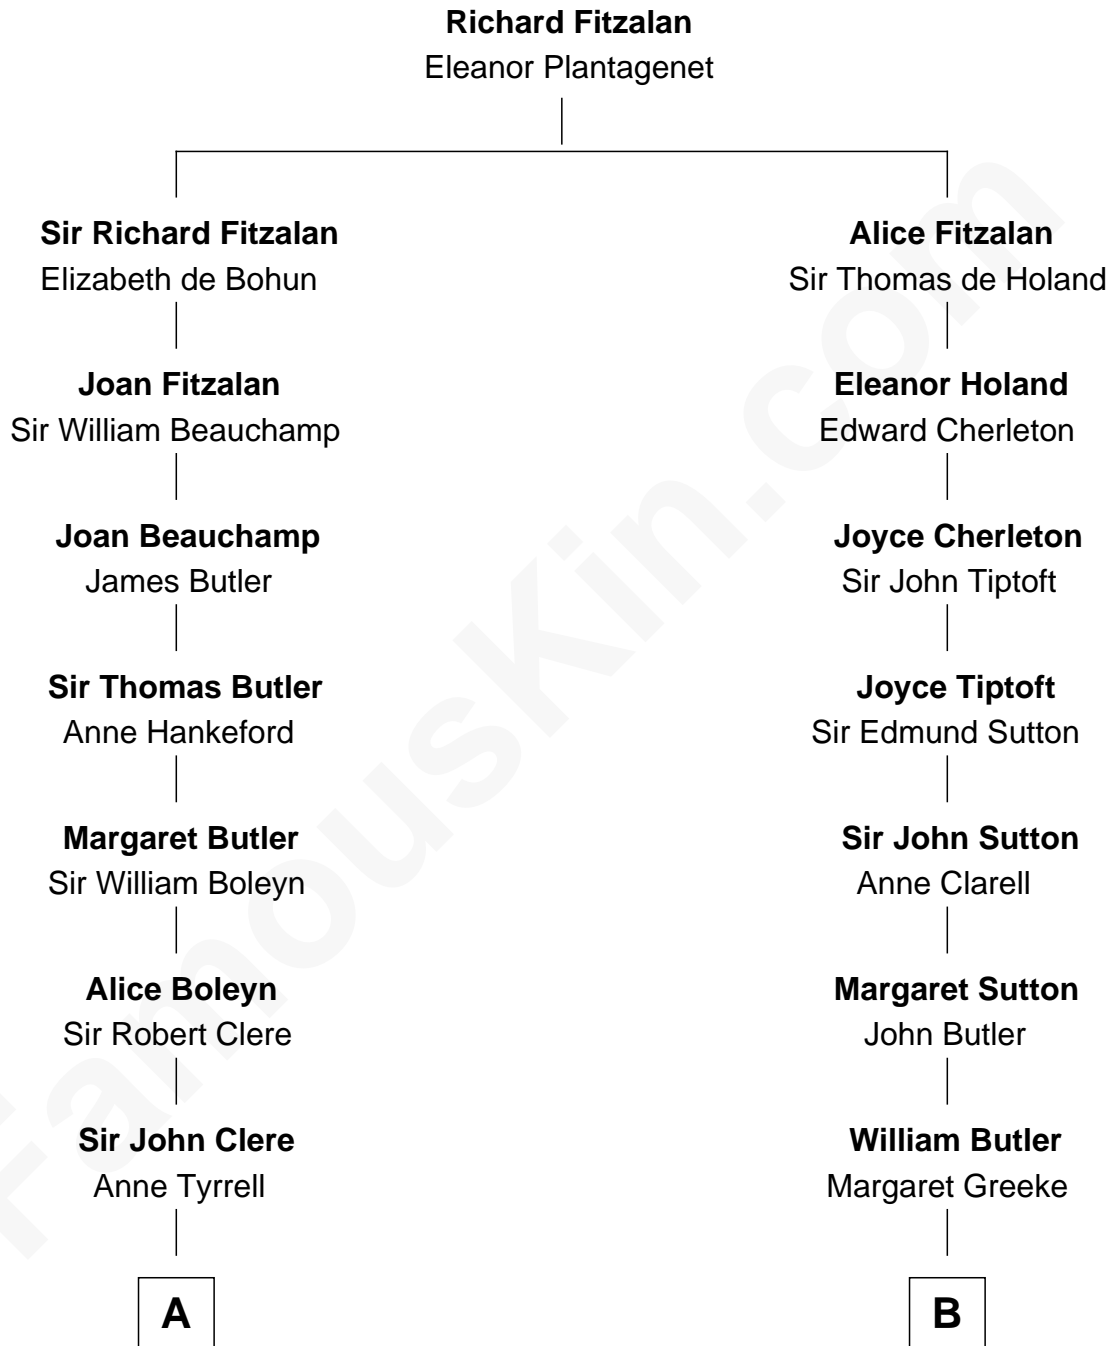 Richard Fitzalan
Eleanor Plantagenet
Sir Richard Fitzalan
Elizabeth de Bohun
Alice Fitzalan
Sir Thomas de Holand
Joan Fitzalan
Sir William Beauchamp
Eleanor Holand
Edward Cherleton
Joan Beauchamp
James Butler
Joyce Cherleton
Sir John Tiptoft
Sir Thomas Butler
Anne Hankeford
Joyce Tiptoft
Sir Edmund Sutton
Margaret Butler
Sir William Boleyn
Sir John Sutton
Anne Clarell
Alice Boleyn
Sir Robert Clere
Margaret Sutton
John Butler
Sir John Clere
Anne Tyrrell
William Butler
Margaret Greeke
A
B
FamousKin.com